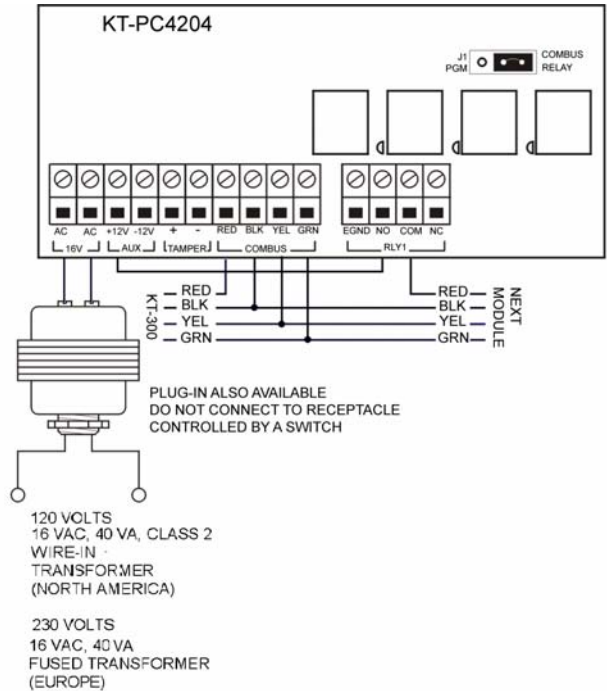 KT-PC4204
J1 COMBUS
PGM RELAY
AC AC +12V -12V + - RED BLK YEL GRN EGND NO COM NC
16V AUX TAMPER COMBUS RLY1
KT-300
RED
BLK
YEL
GRN
RED
BLK
YEL
GRN
NEXT
MODULE
PLUG-IN ALSO AVAILABLE
DO NOT CONNECT TO RECEPTACLE
CONTROLLED BY A SWITCH
120 VOLTS
16 VAC, 40 VA, CLASS 2
WIRE-IN
TRANSFORMER
(NORTH AMERICA)
230 VOLTS
16 VAC, 40 VA
FUSED TRANSFORMER
(EUROPE)